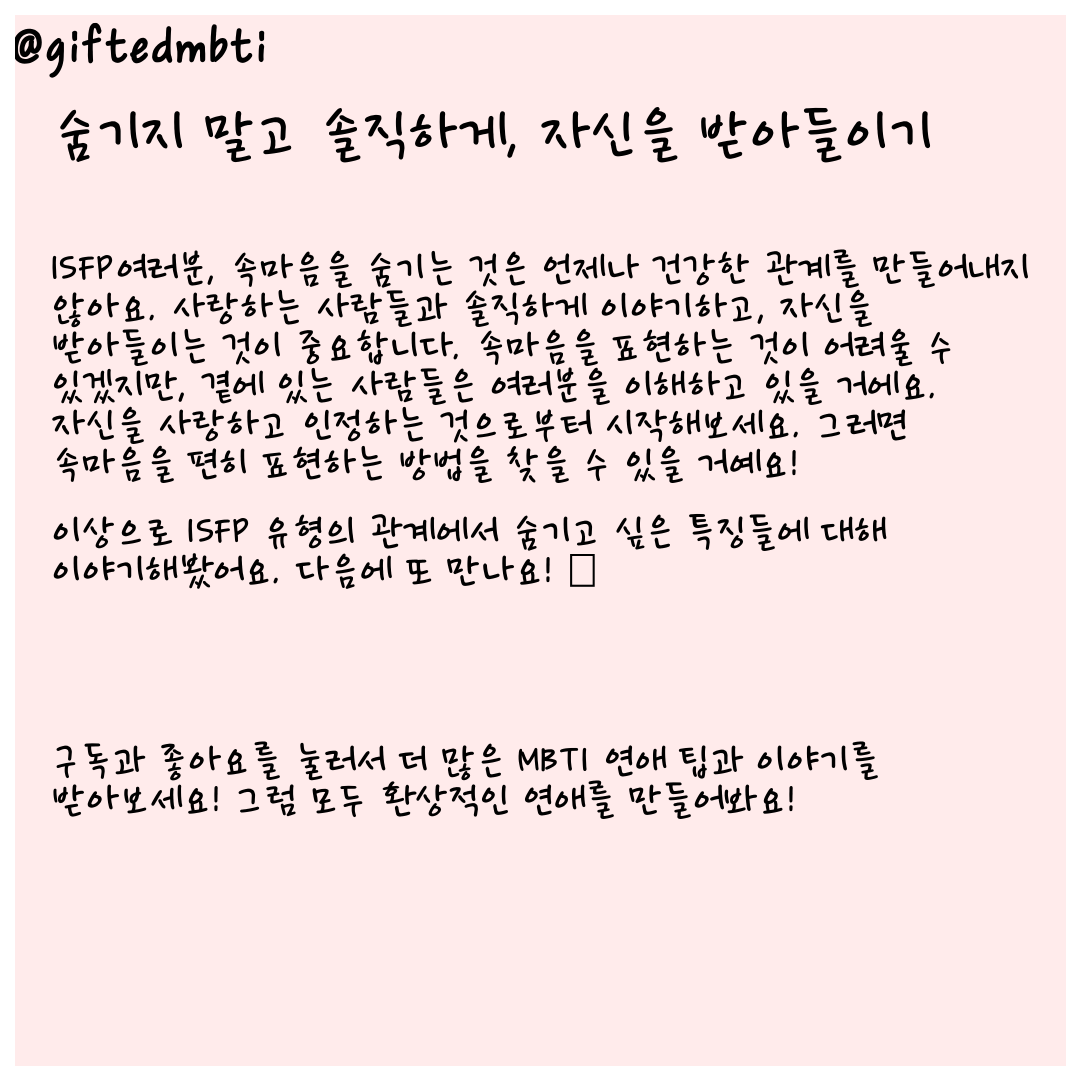 @giftedmbti
숨기지 말고 솔직하게, 자신을 받아들이기
ISFP여러분, 속마음을 숨기는 것은 언제나 건강한 관계를 만들어내지
않아요. 사랑하는 사람들과 솔직하게 이야기하고, 자신을
받아들이는 것이 중요합니다. 속마음을 표현하는 것이 어려울 수
있겠지만, 곁에 있는 사람들은 여러분을 이해하고 있을 거에요.
자신을 사랑하고 인정하는 것으로부터 시작해보세요. 그러면
속마음을 편히 표현하는 방법을 찾을 수 있을 거예요!
이상으로 ISFP 유형의 관계에서 숨기고 싶은 특징들에 대해
이야기해봤어요. 다음에 또 만나요! □
구독과 좋아요를 눌러서 더 많은 MBTI 연애 팁과 이야기를
받아보세요! 그럼 모두 환상적인 연애를 만들어봐요!